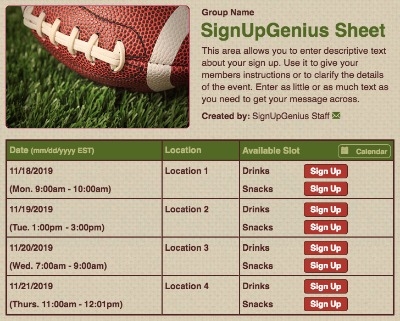 Group Name
SignUpGenius Sheet
This area allows you to enter descriptive text
about your sign up. Use it to give your
members instructions or to clarify the details
of the event. Enter as little or as much text as
you need to get your message across.
Created by: SignUpGenius Staff
Date (mm/dd/yyyy EST) Location Available Slot Calendar
11/18/2019 Location 1 Drinks Sign Up
(Mon. 9:00am - 10:00am) Snacks Sign Up
11/19/2019 Location 2 Drinks Sign Up
(Tue. 1:00pm - 3:00pm) Snacks Sign Up
11/20/2019 Location 3 Drinks Sign Up
(Wed. 7:00am - 9:00am) Snacks Sign Up
11/21/2019 Location 4 Drinks Sign Up
(Thurs. 11:00am - 12:01pm) Snacks Sign Up